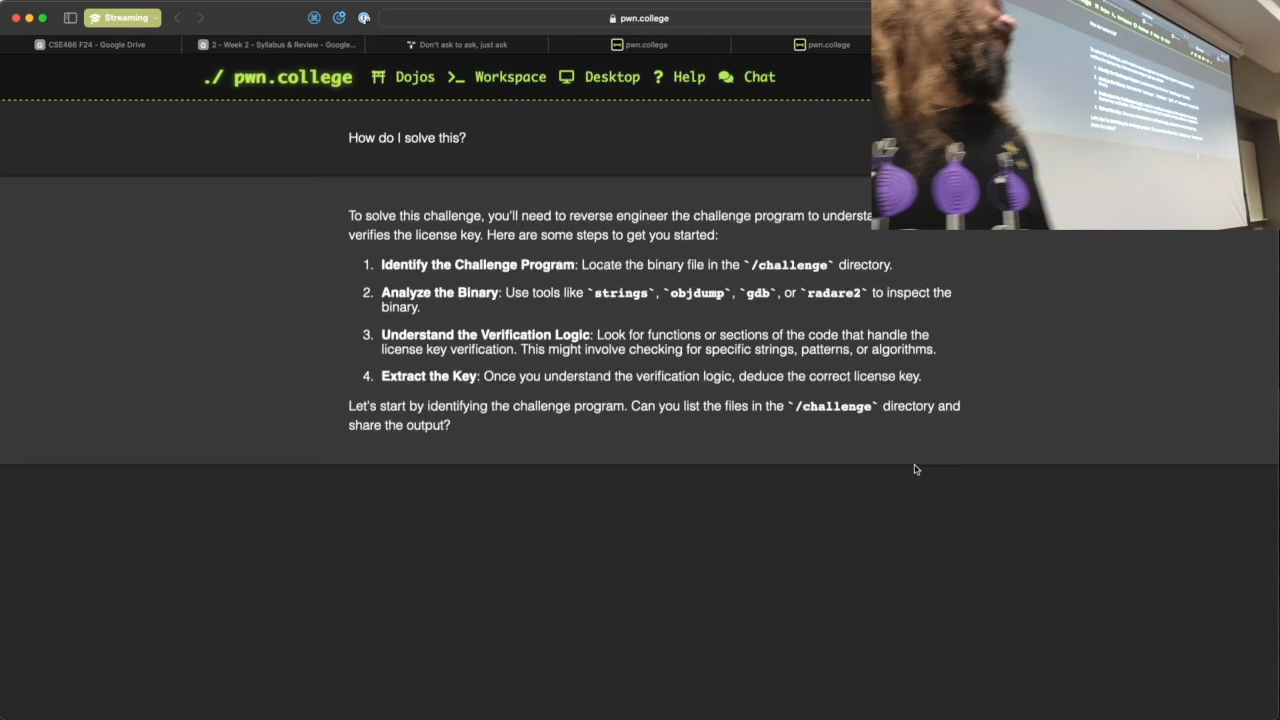 Streaming
pwn.college
CSE466 F24 - Google Drive
2 - Week 2 - Syllabus & Review - Google...
Don't ask to ask, just ask
pwn.college
pwn.college
./ pwn.college
Dojos
Workspace
Desktop
? Help
Chat
How do I solve this?
To solve this challenge, you'll need to reverse engineer the challenge program to understa
verifies the license key. Here are some steps to get you started:
1. Identify the Challenge Program: Locate the binary file in the `/challenge` directory.
2. Analyze the Binary: Use tools like `strings`, `objdump`, `gdb`, or `radare2` to inspect the
binary.
3. Understand the Verification Logic: Look for functions or sections of the code that handle the
license key verification. This might involve checking for specific strings, patterns, or algorithms.
4. Extract the Key: Once you understand the verification logic, deduce the correct license key.
Let's start by identifying the challenge program. Can you list the files in the `/challenge` directory and
share the output?